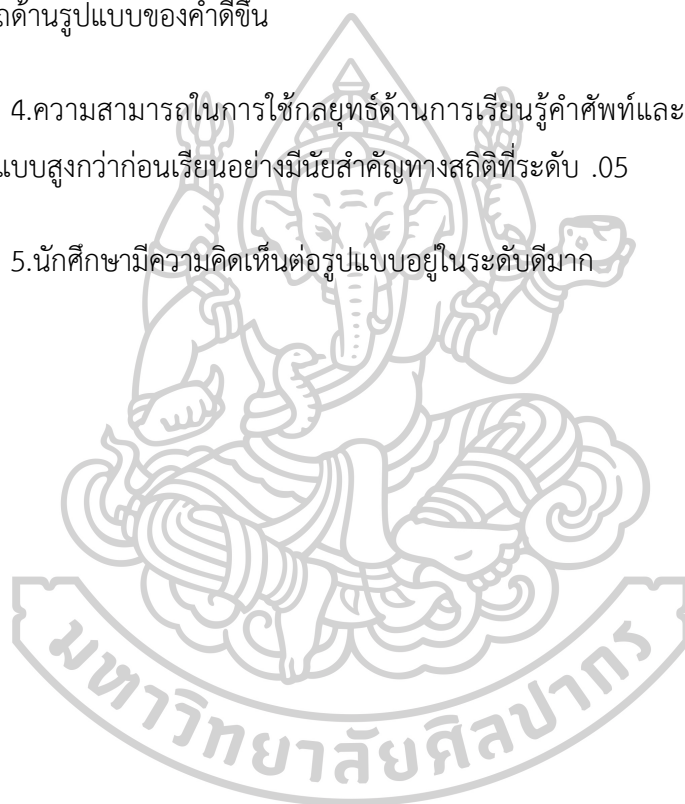 ถด้านรูปแบบของคำดีขึ้น
4.ความสามารถในการใช้กลยุทธ์ด้านการเรียนรู้คำศัพท์และ
แบบสูงกว่าก่อนเรียนอย่างมีนัยสำคัญทางสถิติที่ระดับ .05
5.นักศึกษามีความคิดเห็นต่อรูปแบบอยู่ในระดับดีมาก
มหาวิทยาลัยศิลปากร